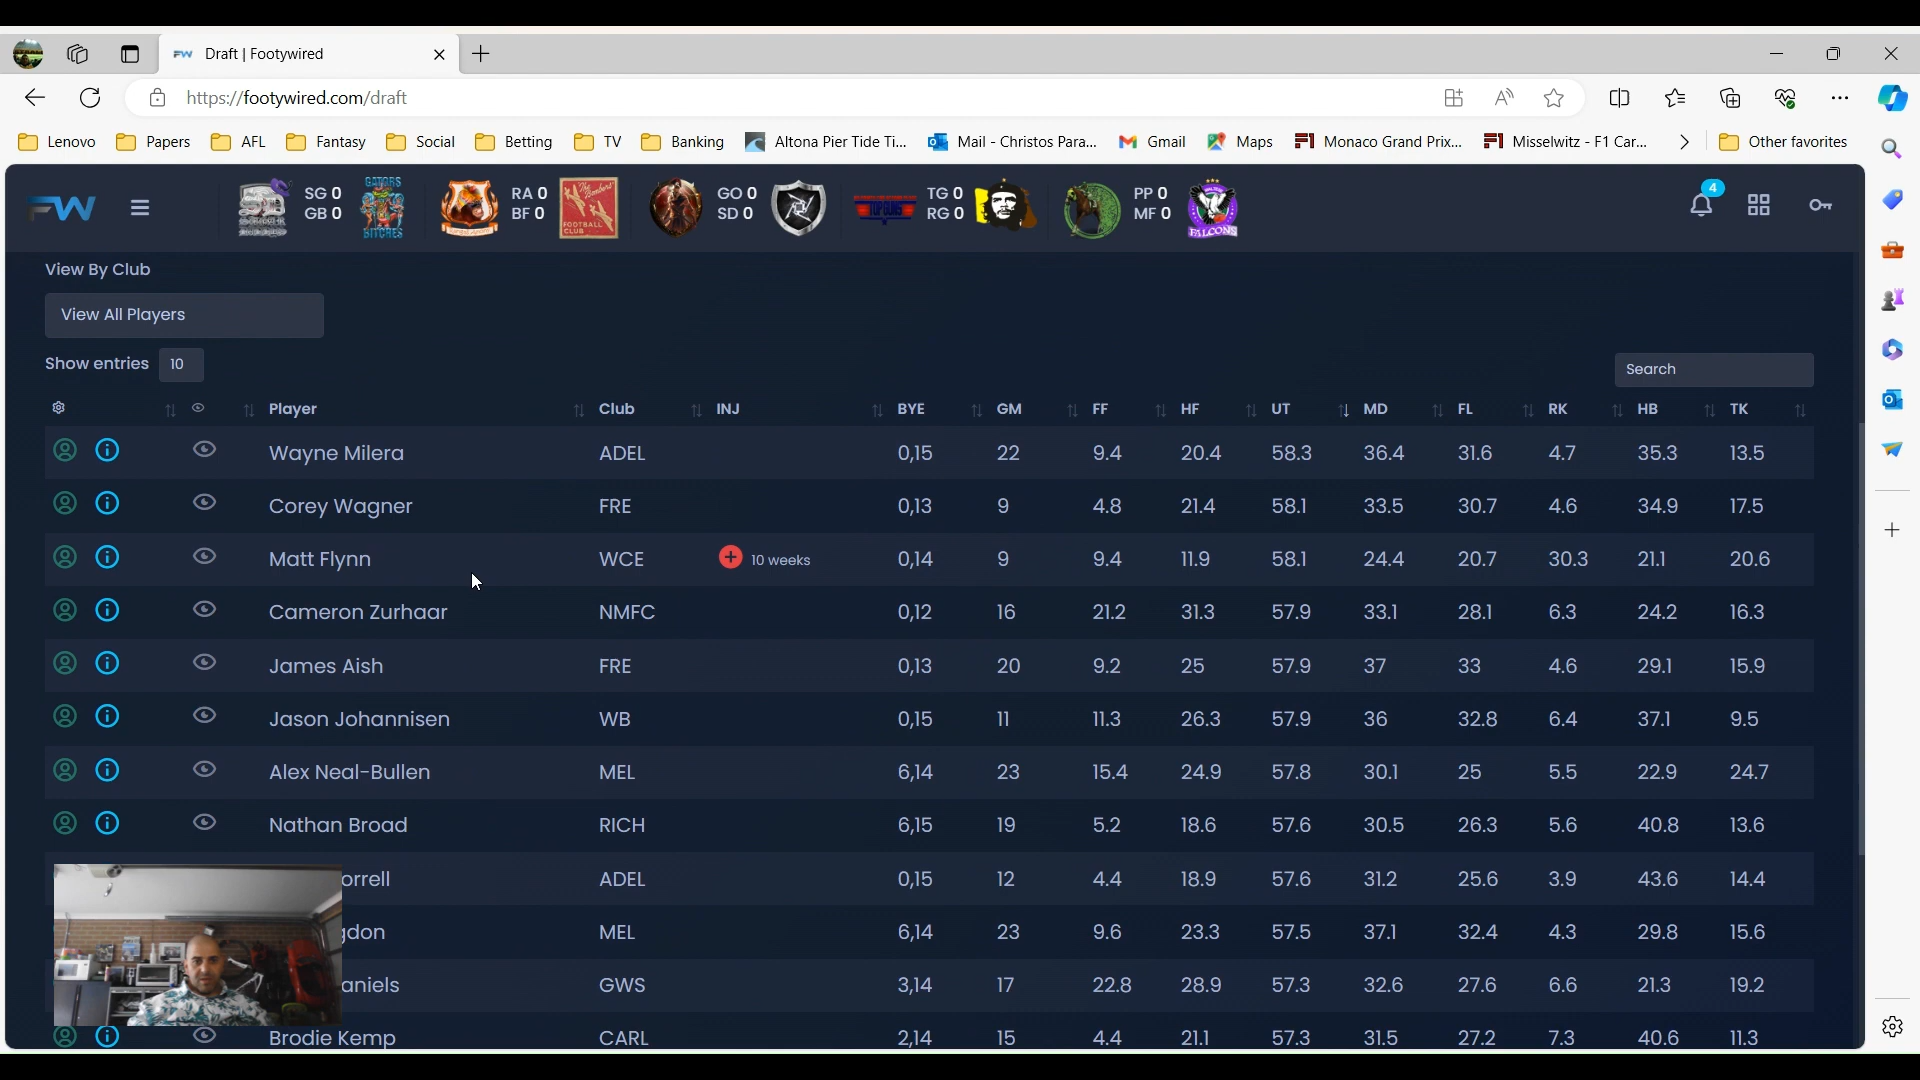 Draft | Footywired
https://footywired.com/draft
Lenovo Papers AFL Fantasy Social Betting TV Banking Altona Pier Tide Ti... Mail - Christos Para... Gmail Maps Monaco Grand Prix... Misselwitz - F1 Car... Other favorites
FW SG 0 GB 0 GATORS BITCHES RA 0 BF 0 The Bombers FOOTBALL CLUB GO 0 SD 0 TOPGUNS TG 0 RG 0 PP 0 MF 0 FALCONS 4
View By Club
View All Players
Show entries 10
Search
Player Club INJ BYE GM FF HF UT MD FL RK HB TK
Wayne Milera ADEL 0,15 22 9.4 20.4 58.3 36.4 31.6 4.7 35.3 13.5
Corey Wagner FRE 0,13 9 4.8 21.4 58.1 33.5 30.7 4.6 34.9 17.5
Matt Flynn WCE 10 weeks 0,14 9 9.4 11.9 58.1 24.4 20.7 30.3 21.1 20.6
Cameron Zurhaar NMFC 0,12 16 21.2 31.3 57.9 33.1 28.1 6.3 24.2 16.3
James Aish FRE 0,13 20 9.2 25 57.9 37 33 4.6 29.1 15.9
Jason Johannisen WB 0,15 11 11.3 26.3 57.9 36 32.8 6.4 37.1 9.5
Alex Neal-Bullen MEL 6,14 23 15.4 24.9 57.8 30.1 25 5.5 22.9 24.7
Nathan Broad RICH 6,15 19 5.2 18.6 57.6 30.5 26.3 5.6 40.8 13.6
orrell ADEL 0,15 12 4.4 18.9 57.6 31.2 25.6 3.9 43.6 14.4
gdon MEL 6,14 23 9.6 23.3 57.5 37.1 32.4 4.3 29.8 15.6
aniels GWS 3,14 17 22.8 28.9 57.3 32.6 27.6 6.6 21.3 19.2
Brodie Kemp CARL 2,14 15 4.4 21.1 57.3 31.5 27.2 7.3 40.6 11.3